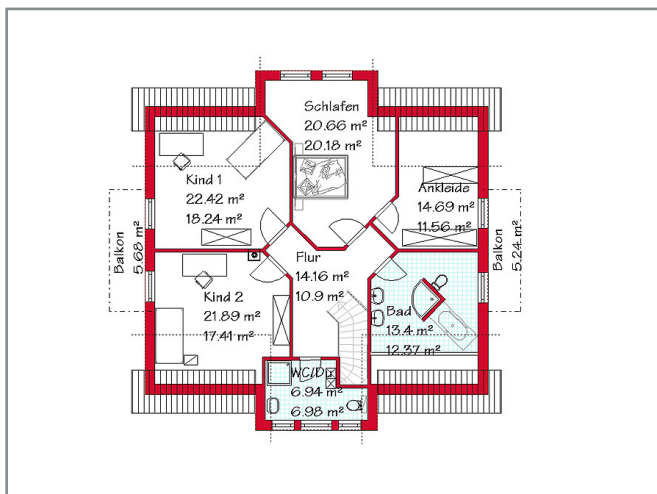 Schlafen
20.66 m²
20.18 m²
Kind 1
22.42 m²
18.24 m²
Ankleide
14.69 m²
11.56 m²
Balkon
5.68 m²
Balkon
5.24 m²
Flur
14.16 m²
10.9 m²
Kind 2
21.89 m²
17.41 m²
Bad
13.4 m²
12.37 m²
WC/D
6.94 m²
6.98 m²